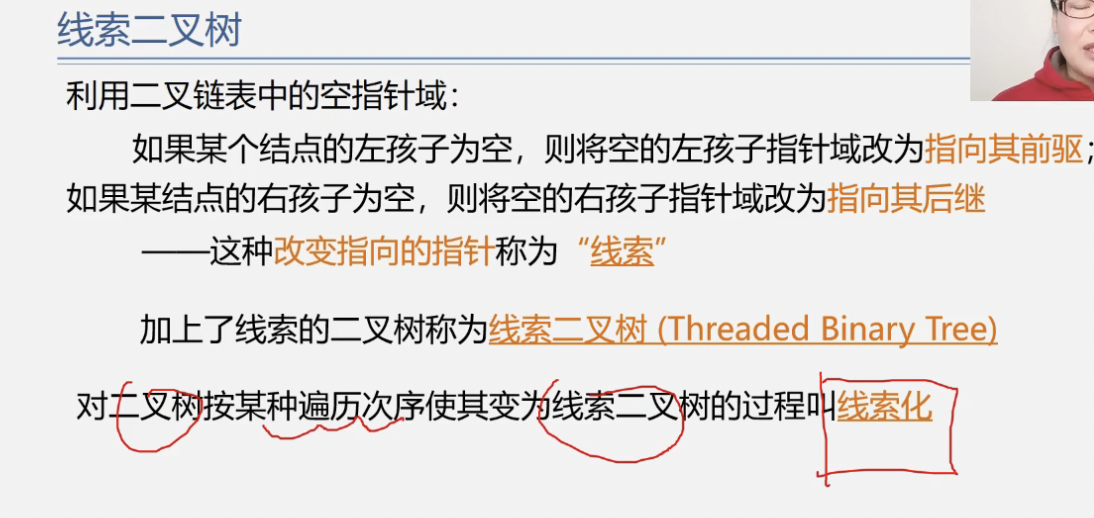 线索二叉树
利用二叉链表中的空指针域：
如果某个结点的左孩子为空，则将空的左孩子指针域改为指向其前驱；
如果某结点的右孩子为空，则将空的右孩子指针域改为指向其后继
——这种改变指向的指针称为“线索”
加上了线索的二叉树称为线索二叉树 (Threaded Binary Tree)
对二叉树按某种遍历次序使其变为线索二叉树的过程叫线索化